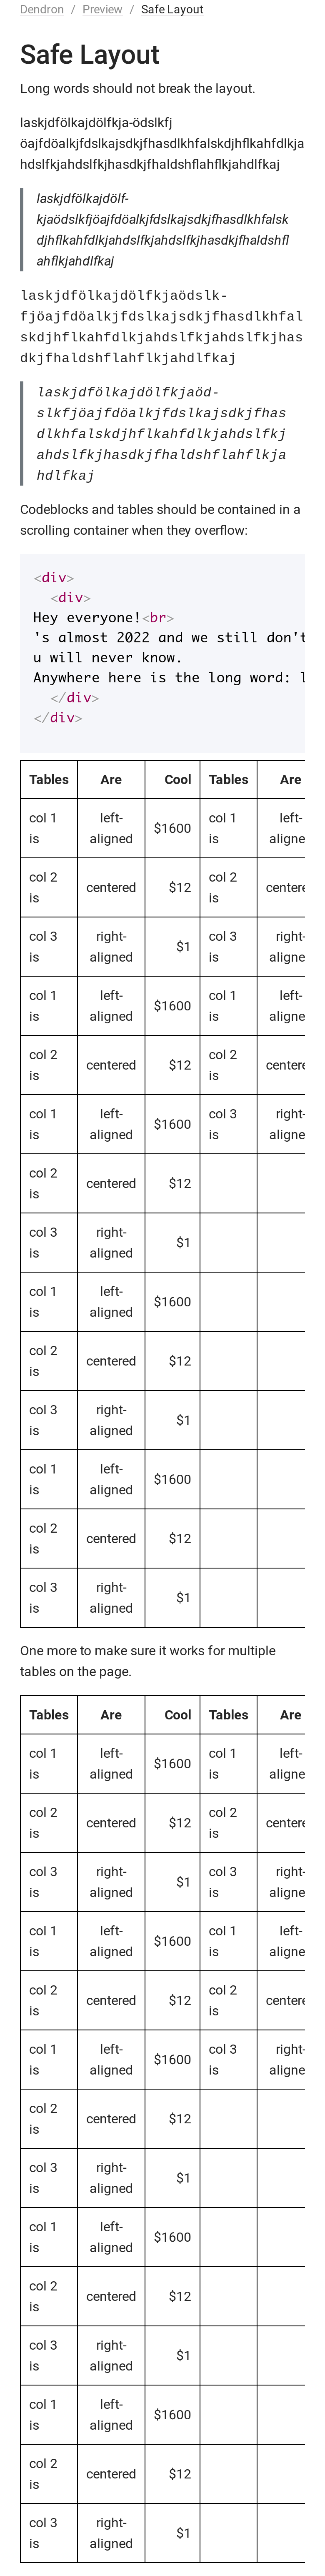 Dendron / Preview / Safe Layout
Safe Layout
Long words should not break the layout.
laskjdfölkajdölfkja-ödslkfj
öajfdöalkjfdslkajsdkjfhasdlkhfalskdjhflkahfdlkja
hdslfkjahdslfkjhasdkjfhaldshflahflkjahdlfkaj
laskjdfölkajdölf-
kjaödslkfjöajfdöalkjfdslkajsdkjfhasdlkhfalsk
djhflkahfdlkjahdslfkjahdslfkjhasdkjfhaldshfl
ahflkjahdlfkaj
laskjdfölkajdölfkjaödslk-
fjöajfdöalkjfdslkajsdkjfhasdlkhfal
skdjhflkahfdlkjahdslfkjahdslfkjhas
dkjfhaldshflahflkjahdlfkaj
laskjdfölkajdölfkjaöd-
slkfjöajfdöalkjfdslkajsdkjfhas
dlkhfalskdjhflkahfdlkjahdslfkj
ahdslfkjhasdkjfhaldshflahflkja
hdlfkaj
Codeblocks and tables should be contained in a
scrolling container when they overflow:
<div>
<div>
Hey everyone!<br>
's almost 2022 and we still don't
u will never know.
Anywhere here is the long word: l
</div>
</div>
Tables Are Cool Tables Are
col 1 is left-aligned $1600 col 1 is left-aligne
col 2 is centered $12 col 2 is centere
col 3 is right-aligned $1 col 3 is right-aligne
col 1 is left-aligned $1600 col 1 is left-aligne
col 2 is centered $12 col 2 is centere
col 1 is left-aligned $1600 col 3 is right-aligne
col 2 is centered $12
col 3 is right-aligned $1
col 1 is left-aligned $1600
col 2 is centered $12
col 3 is right-aligned $1
col 1 is left-aligned $1600
col 2 is centered $12
col 3 is right-aligned $1
One more to make sure it works for multiple
tables on the page.
Tables Are Cool Tables Are
col 1 is left-aligned $1600 col 1 is left-aligne
col 2 is centered $12 col 2 is centere
col 3 is right-aligned $1 col 3 is right-aligne
col 1 is left-aligned $1600 col 1 is left-aligne
col 2 is centered $12 col 2 is centere
col 1 is left-aligned $1600 col 3 is right-aligne
col 2 is centered $12
col 3 is right-aligned $1
col 1 is left-aligned $1600
col 2 is centered $12
col 3 is right-aligned $1
col 1 is left-aligned $1600
col 2 is centered $12
col 3 is right-aligned $1